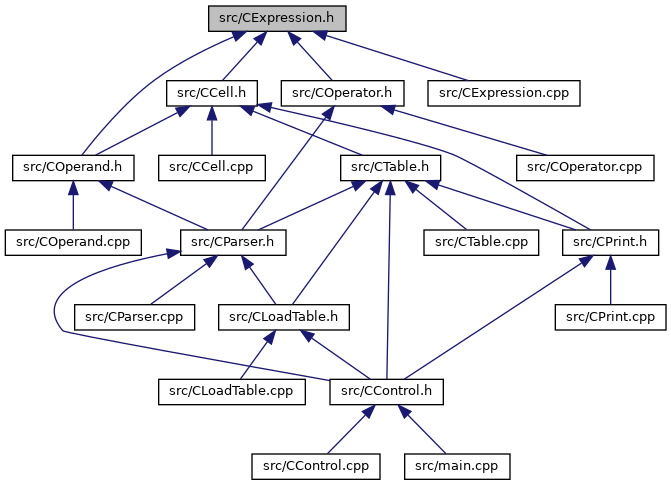 src/CExpression.h
src/CCell.h
src/COperator.h
src/CExpression.cpp
src/COperand.h
src/CCell.cpp
src/CTable.h
src/COperator.cpp
src/COperand.cpp
src/CParser.h
src/CTable.cpp
src/CPrint.h
src/CParser.cpp
src/CLoadTable.h
src/CPrint.cpp
src/CLoadTable.cpp
src/CControl.h
src/CControl.cpp
src/main.cpp